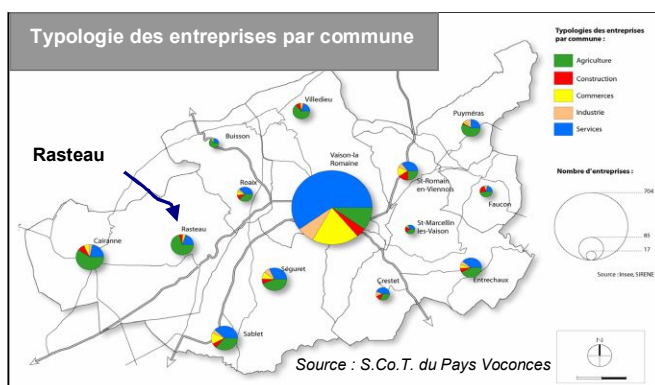 Typologie des entreprises par commune
Typologies des entreprises
par commune :
Agriculture
Construction
Commerces
Industrie
Services
Nombre d'entreprises :
704
85
17
Source : Insee, SIRENE
N
Villedieu
Puyméras
Buisson
Vaison-la
Romaine
Rasteau
St-Romain
en-Viennois
Roaix
Faucon
St-Marcellin
les-Vaison
Rasteau
Cairanne
Séguret
Entrechaux
Crestet
Sablet
Source : S.Co.T. du Pays Voconces